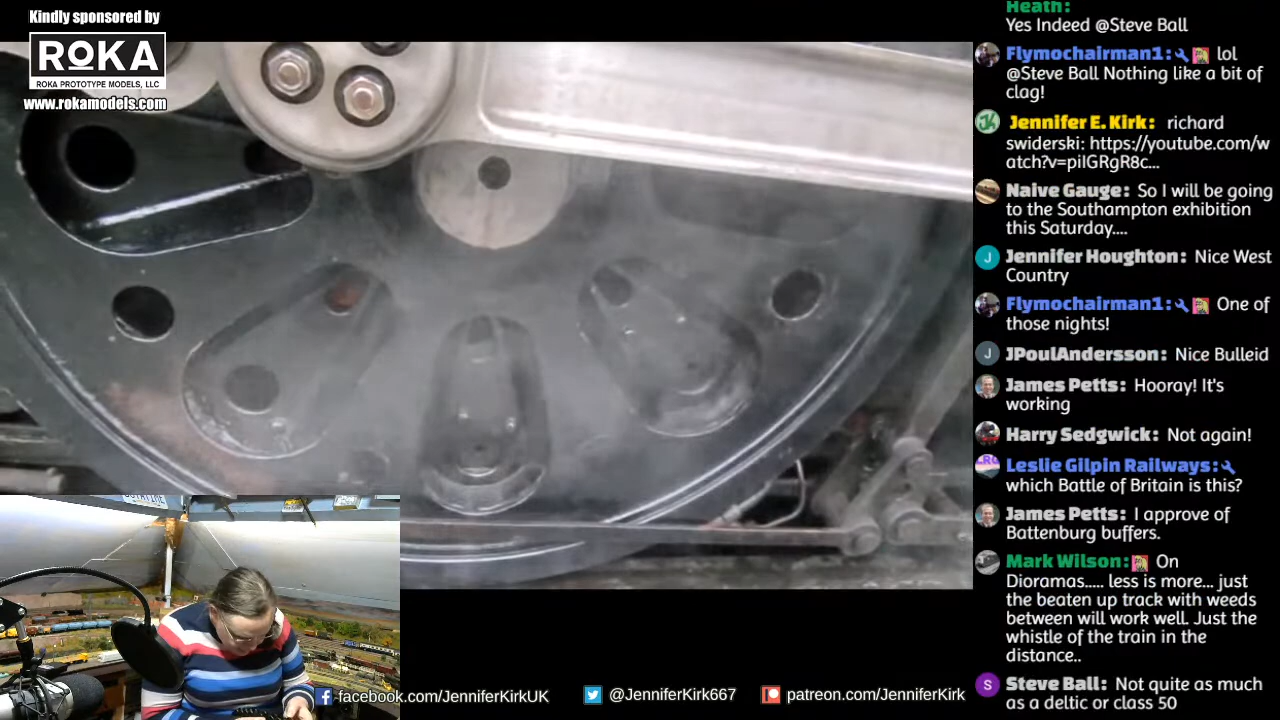 Kindly sponsored by
ROKA
ROKA PROTOTYPE MODELS, LLC
www.rokamodels.com
Heath:
Yes Indeed @Steve Ball
Flymochairman1: lol
@Steve Ball Nothing like a bit of
clag!
Jennifer E. Kirk: richard
swiderski: https://youtube.com/w
atch?v=pilGRgR8c...
Naive Gauge: So I will be going
to the Southampton exhibition
this Saturday....
J Jennifer Houghton: Nice West
Country
Flymochairman1: One of
those nights!
J JPoulAndersson: Nice Bulleid
James Petts: Hooray! It's
working
Harry Sedgwick: Not again!
Leslie Gilpin Railways:
which Battle of Britain is this?
James Petts: I approve of
Battenburg buffers.
Mark Wilson: On
Dioramas..... less is more... just
the beaten up track with weeds
between will work well. Just the
whistle of the train in the
distance..
S Steve Ball: Not quite as much
as a deltic or class 50
facebook.com/JenniferKirkUK
@JenniferKirk667
patreon.com/JenniferKirk